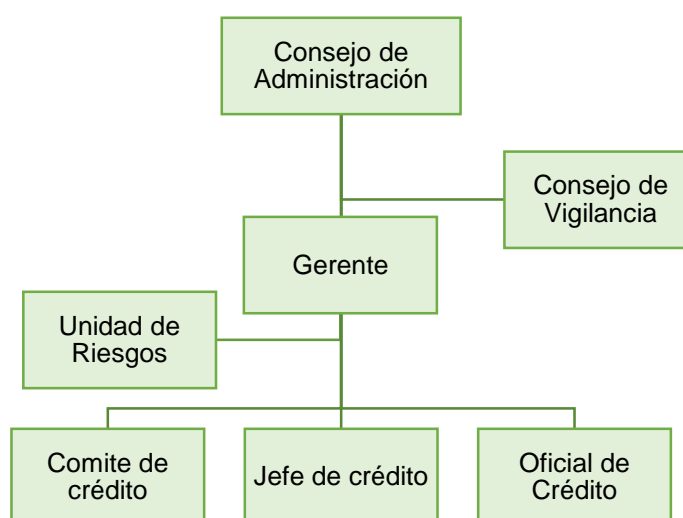 Consejo de
Administración
Consejo de
Vigilancia
Gerente
Unidad de
Riesgos
Comite de
crédito
Jefe de crédito
Oficial de
Crédito